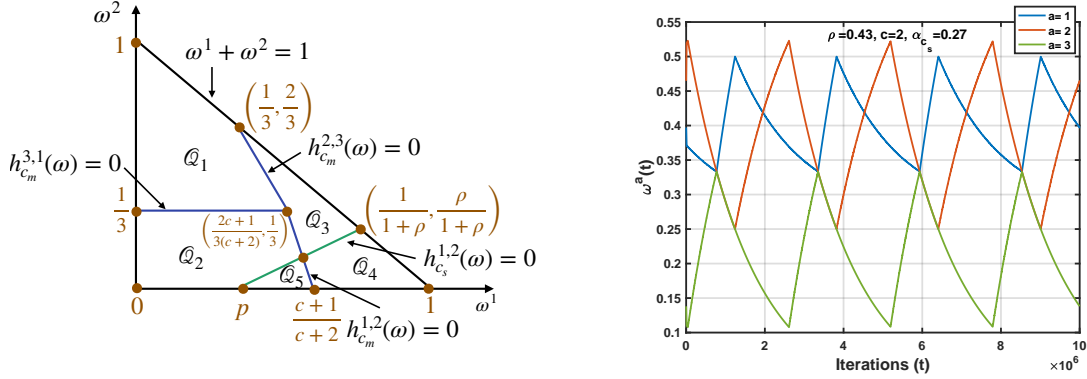 ω²
1
ω¹ + ω² = 1
(1/3, 2/3)
𝒬₁
h_{c_m}^{2,3}(ω) = 0
h_{c_m}^{3,1}(ω) = 0
1/3
((2c+1)/(3(c+2)), 1/3)
𝒬₃
(1/(1+ρ), ρ/(1+ρ))
𝒬₂
𝒬₅
𝒬₄
h_{c_s}^{1,2}(ω) = 0
0
p
(c+1)/(c+2)
h_{c_m}^{1,2}(ω) = 0
1
ω¹
ρ=0.43, c=2, α_{c_s}=0.27
a= 1
a= 2
a= 3
0.55
0.5
0.45
0.4
0.35
0.3
0.25
0.2
0.15
0.1
ω^a(t)
0
2
4
6
8
10
Iterations (t)
×10⁶